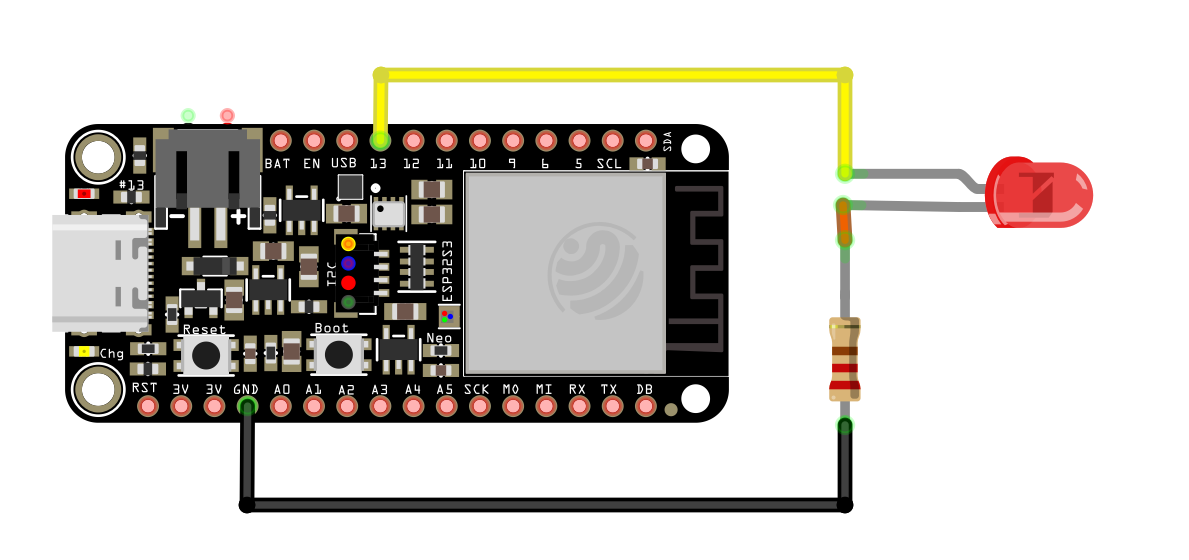 BAT EN USB 13 12 11 10 9 6 5 SCL SDA
#13
- +
I2C
ESP32S3
Reset
Boot
Neo
Chg
RST 3V 3V GND A0 A1 A2 A3 A4 A5 SCK MO MI RX TX DB